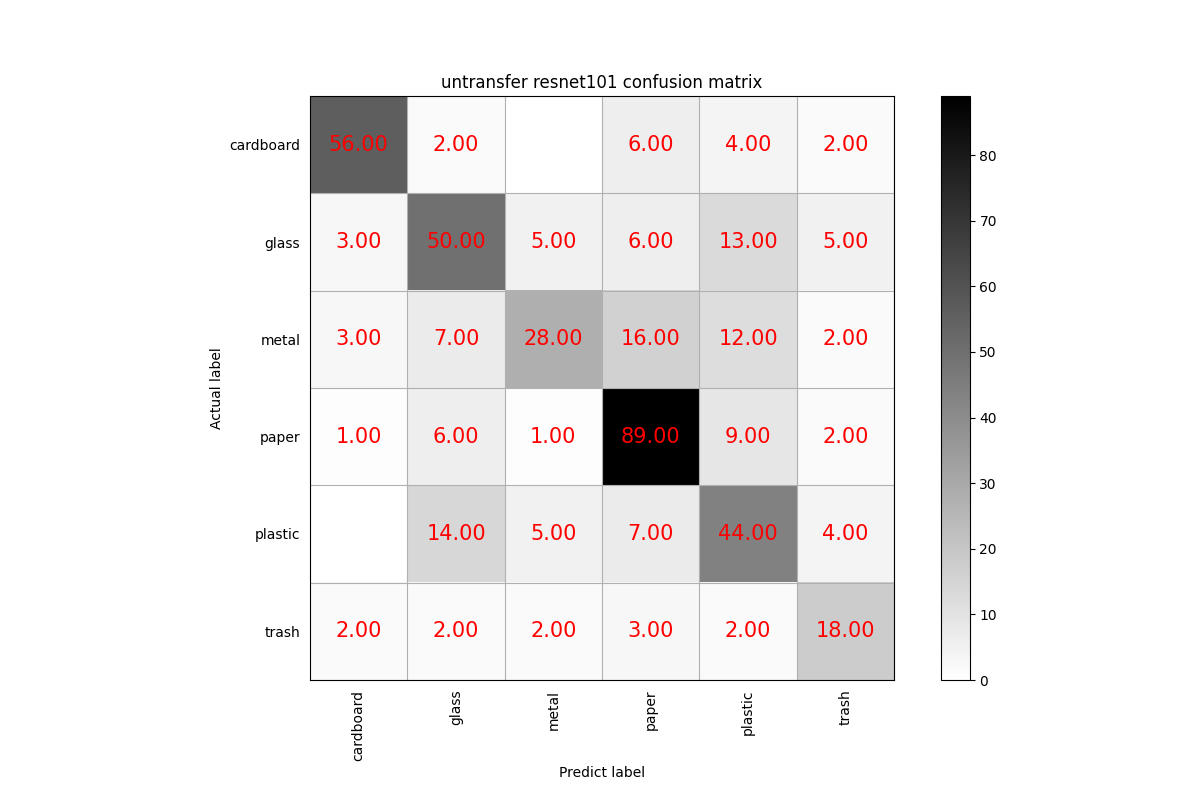 untransfer resnet101 confusion matrix
cardboard 56.00 2.00 6.00 4.00 2.00
glass 3.00 50.00 5.00 6.00 13.00 5.00
metal 3.00 7.00 28.00 16.00 12.00 2.00
paper 1.00 6.00 1.00 89.00 9.00 2.00
plastic 14.00 5.00 7.00 44.00 4.00
trash 2.00 2.00 2.00 3.00 2.00 18.00
Actual label
cardboard glass metal paper plastic trash
Predict label
80
70
60
50
40
30
20
10
0